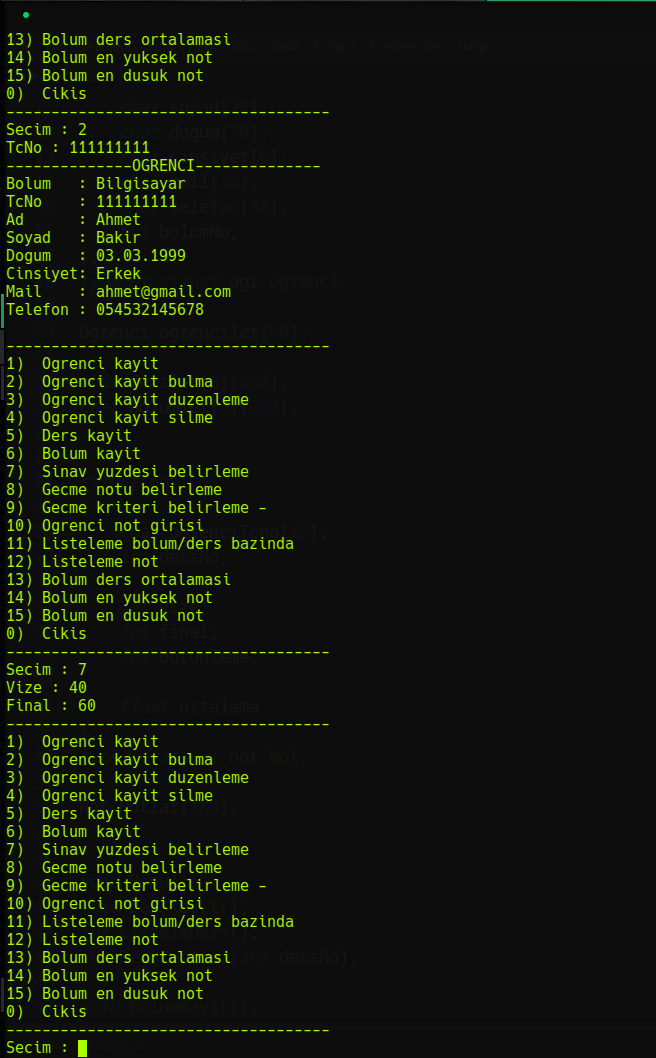 13) Bolum ders ortalamasi
14) Bolum en yuksek not
15) Bolum en dusuk not
0)  Cikis
------------------------------------
Secim : 2
TcNo : 111111111
--------------OGRENCI--------------
Bolum   : Bilgisayar
TcNo    : 111111111
Ad      : Ahmet
Soyad   : Bakir
Dogum   : 03.03.1999
Cinsiyet: Erkek
Mail    : ahmet@gmail.com
Telefon : 054532145678
------------------------------------
1)  Ogrenci kayit
2)  Ogrenci kayit bulma
3)  Ogrenci kayit duzenleme
4)  Ogrenci kayit silme
5)  Ders kayit
6)  Bolum kayit
7)  Sinav yuzdesi belirleme
8)  Gecme notu belirleme
9)  Gecme kriteri belirleme -
10) Ogrenci not girisi
11) Listeleme bolum/ders bazinda
12) Listeleme not
13) Bolum ders ortalamasi
14) Bolum en yuksek not
15) Bolum en dusuk not
0)  Cikis
------------------------------------
Secim : 7
Vize : 40
Final : 60
------------------------------------
1)  Ogrenci kayit
2)  Ogrenci kayit bulma
3)  Ogrenci kayit duzenleme
4)  Ogrenci kayit silme
5)  Ders kayit
6)  Bolum kayit
7)  Sinav yuzdesi belirleme
8)  Gecme notu belirleme
9)  Gecme kriteri belirleme -
10) Ogrenci not girisi
11) Listeleme bolum/ders bazinda
12) Listeleme not
13) Bolum ders ortalamasi
14) Bolum en yuksek not
15) Bolum en dusuk not
0)  Cikis
------------------------------------
Secim :